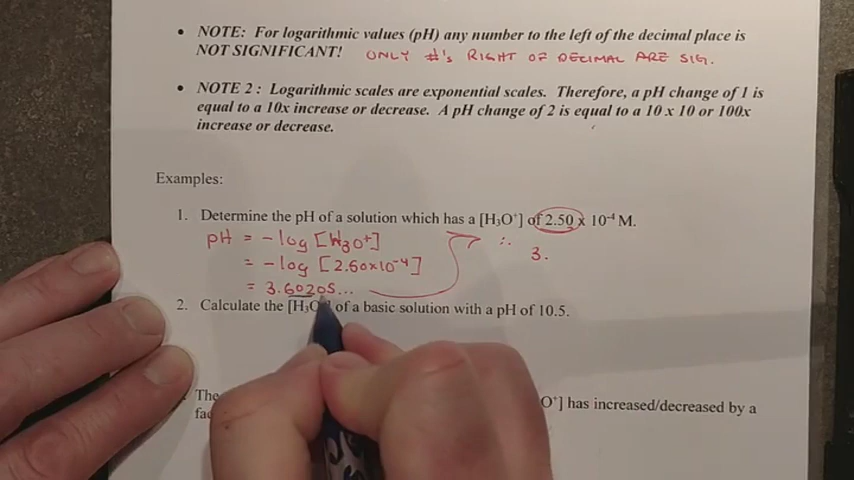 • NOTE: For logarithmic values (pH) any number to the left of the decimal place is
NOT SIGNIFICANT! ONLY #'s RIGHT OF DECIMAL ARE SIG.
• NOTE 2 : Logarithmic scales are exponential scales. Therefore, a pH change of 1 is
equal to a 10x increase or decrease. A pH change of 2 is equal to a 10 x 10 or 100x
increase or decrease.
Examples:
1. Determine the pH of a solution which has a [H₃O⁺] of 2.50 x 10⁻⁴ M.
pH = -log [H₃O⁺]
= -log [2.50x10⁻⁴]
= 3.60205...
∴
3.
2. Calculate the [H₃O of a basic solution with a pH of 10.5.
The O⁺] has increased/decreased by a